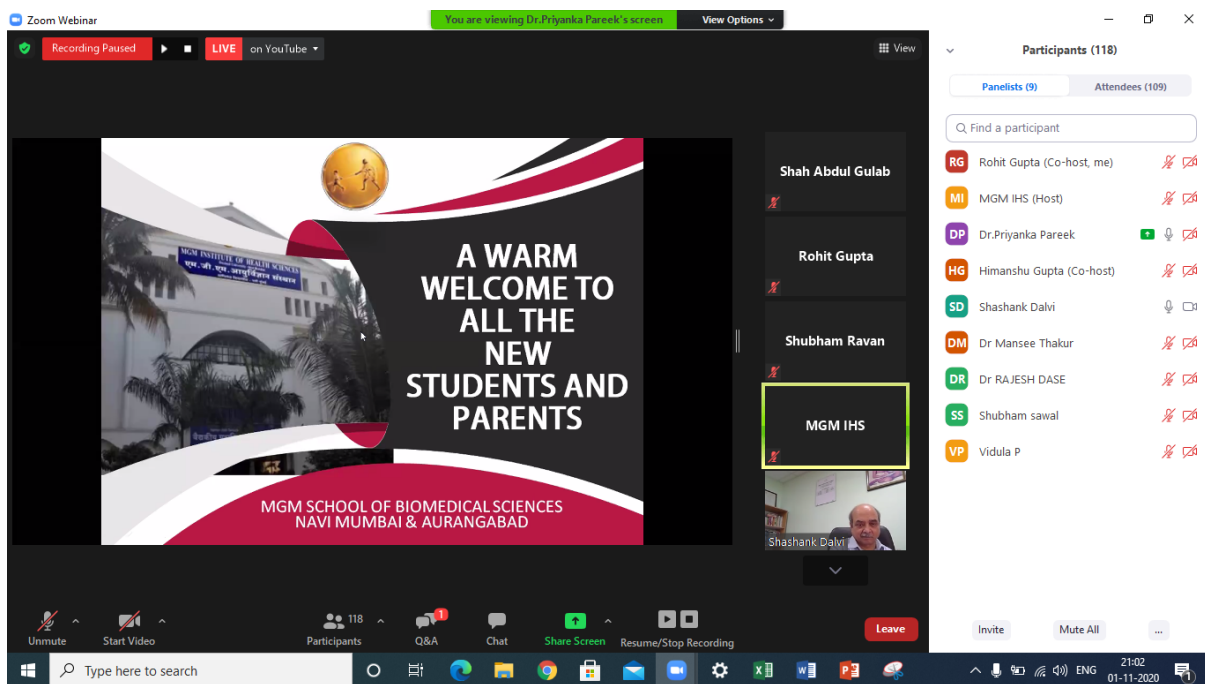 Zoom Webinar
You are viewing Dr.Priyanka Pareek's screen
View Options
Recording Paused
LIVE on YouTube
View
Participants (118)
Panelists (9)
Attendees (109)
Find a participant
RG Rohit Gupta (Co-host, me)
MI MGM IHS (Host)
DP Dr.Priyanka Pareek
HG Himanshu Gupta (Co-host)
SD Shashank Dalvi
DM Dr Mansee Thakur
DR Dr RAJESH DASE
SS Shubham sawal
VP Vidula P
MGM INSTITUTE OF HEALTH SCIENCES
एम.जी.एम. आयुर्विज्ञान संस्थान
A WARM
WELCOME TO
ALL THE
NEW
STUDENTS AND
PARENTS
MGM SCHOOL OF BIOMEDICAL SCIENCES
NAVI MUMBAI & AURANGABAD
Shah Abdul Gulab
Rohit Gupta
Shubham Ravan
MGM IHS
Shashank Dalvi
Unmute
Start Video
118
Participants
1
Q&A
Chat
Share Screen
Resume/Stop Recording
Leave
Invite
Mute All
...
Type here to search
ENG
21:02
01-11-2020
1